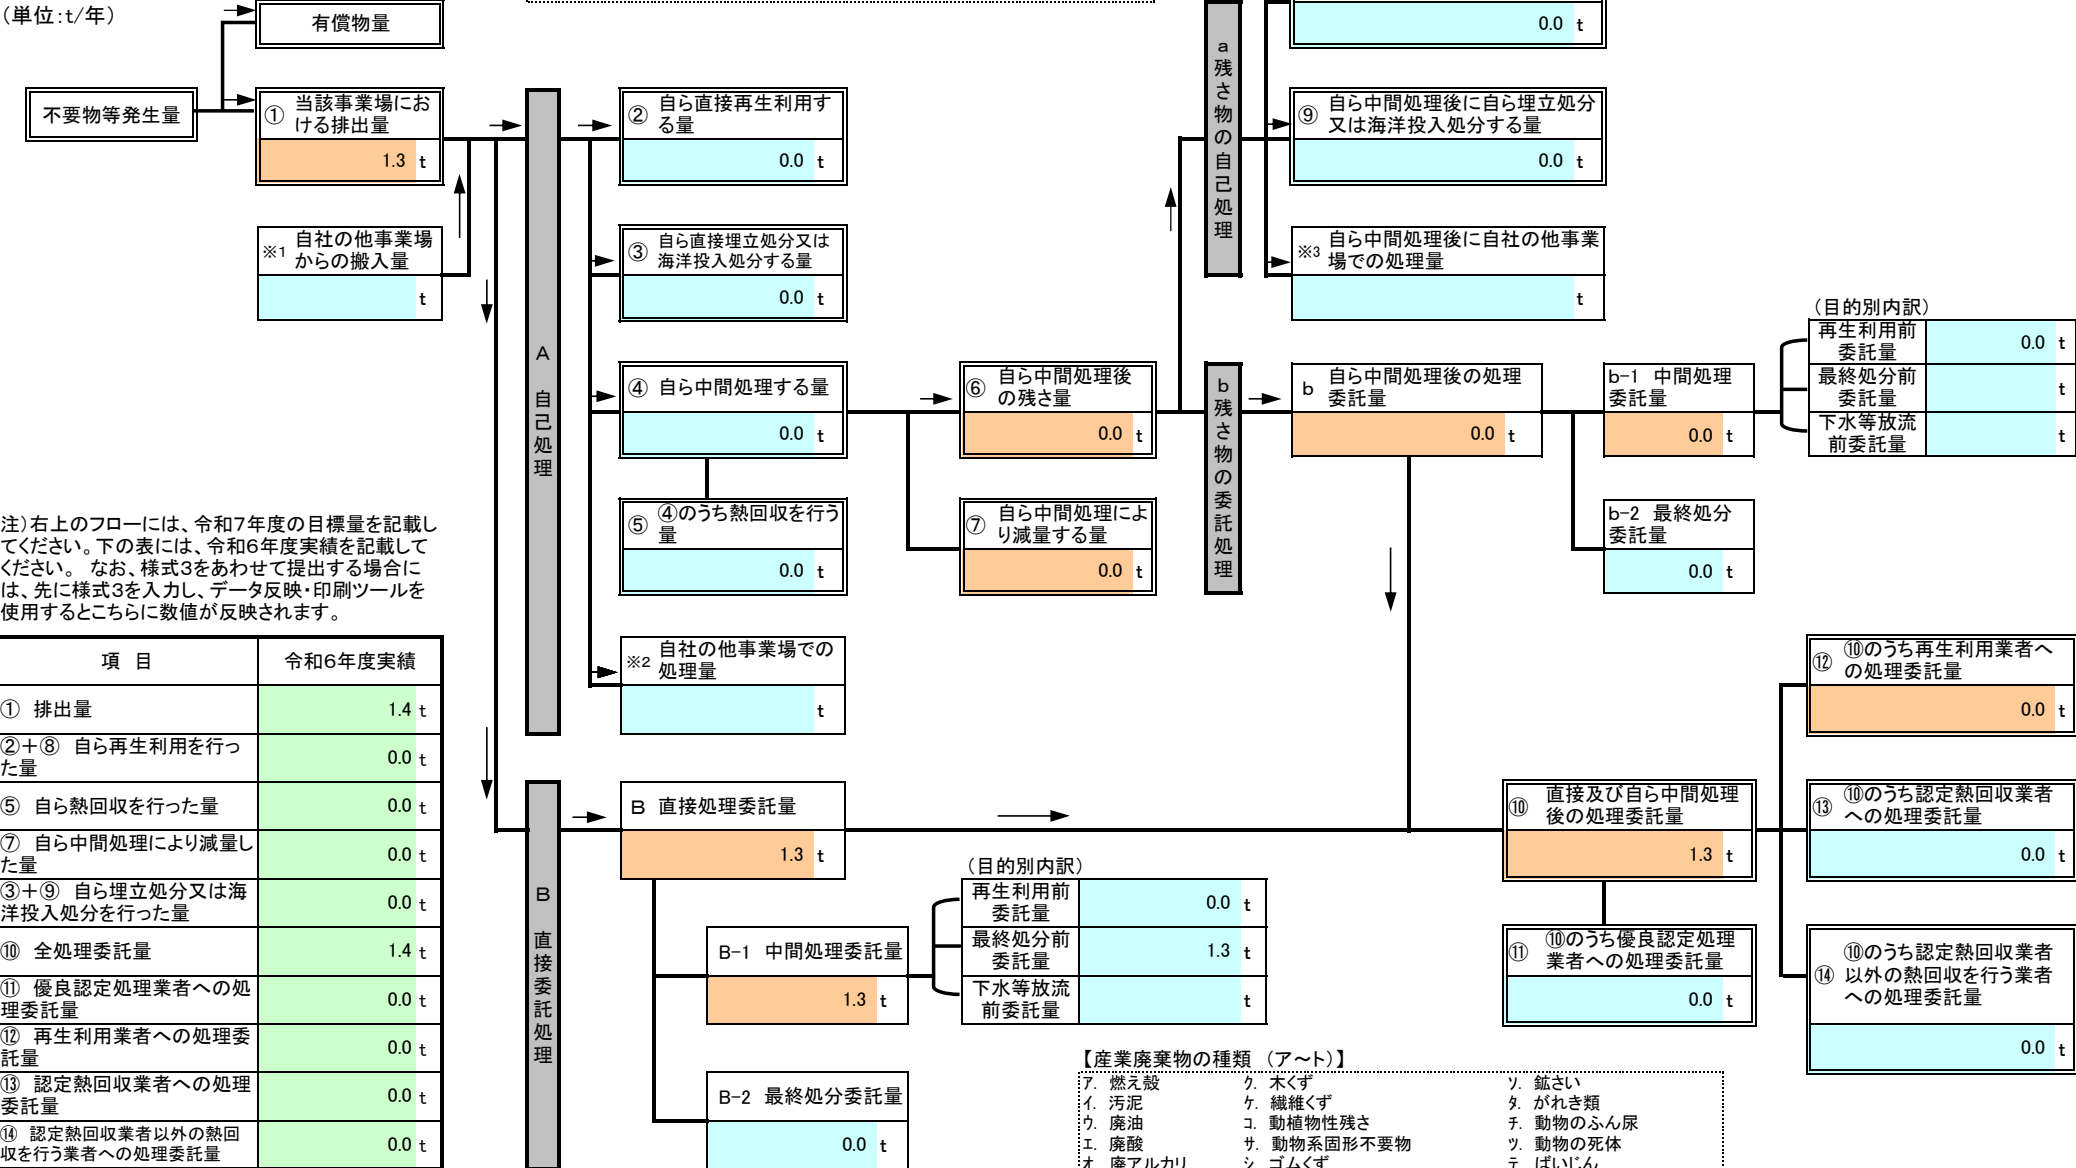 （単位：t/年）
有償物量
不要物等発生量
① 当該事業場にお
ける排出量
1.3 t
※1 自社の他事業場
からの搬入量
t
A 自己処理
② 自ら直接再生利用す
る量
0.0 t
③ 自ら直接埋立処分又は
海洋投入処分する量
0.0 t
④ 自ら中間処理する量
0.0 t
⑤ ④のうち熱回収を行う
量
0.0 t
※2 自社の他事業場での
処理量
t
⑥ 自ら中間処理後
の残さ量
0.0 t
⑦ 自ら中間処理によ
り減量する量
0.0 t
a 残さ物の自己処理
0.0 t
⑨ 自ら中間処理後に自ら埋立処分
又は海洋投入処分する量
0.0 t
※3 自ら中間処理後に自社の他事業
場での処理量
t
b 残さ物の委託処理
b 自ら中間処理後の処理
委託量
0.0 t
b-1 中間処理
委託量
0.0 t
b-2 最終処分
委託量
0.0 t
（目的別内訳）
再生利用前
委託量
0.0 t
最終処分前
委託量
t
下水等放流
前委託量
t
注）右上のフローには、令和7年度の目標量を記載し
てください。下の表には、令和6年度実績を記載して
ください。 なお、様式3をあわせて提出する場合に
は、先に様式3を入力し、データ反映・印刷ツールを
使用するとこちらに数値が反映されます。
項 目 令和6年度実績
① 排出量 1.4 t
②＋⑧ 自ら再生利用を行っ
た量
0.0 t
⑤ 自ら熱回収を行った量 0.0 t
⑦ 自ら中間処理により減量し
た量
0.0 t
③＋⑨ 自ら埋立処分又は海
洋投入処分を行った量
0.0 t
⑩ 全処理委託量 1.4 t
⑪ 優良認定処理業者への処
理委託量
0.0 t
⑫ 再生利用業者への処理委
託量
0.0 t
⑬ 認定熱回収業者への処理
委託量
0.0 t
⑭ 認定熱回収業者以外の熱回
収を行う業者への処理委託量
0.0 t
B 直接委託処理
B 直接処理委託量
1.3 t
B-1 中間処理委託量
1.3 t
B-2 最終処分委託量
0.0 t
（目的別内訳）
再生利用前
委託量
0.0 t
最終処分前
委託量
1.3 t
下水等放流
前委託量
t
⑩ 直接及び自ら中間処理
後の処理委託量
1.3 t
⑪ ⑩のうち優良認定処理
業者への処理委託量
0.0 t
⑫ ⑩のうち再生利用業者へ
の処理委託量
0.0 t
⑬ ⑩のうち認定熱回収業者
への処理委託量
0.0 t
⑭ ⑩のうち認定熱回収業者
以外の熱回収を行う業者
への処理委託量
0.0 t
【産業廃棄物の種類 （ア～ト）】
ア. 燃え殻 ク. 木くず ソ. 鉱さい
イ. 汚泥 ケ. 繊維くず タ. がれき類
ウ. 廃油 コ. 動植物性残さ チ. 動物のふん尿
エ. 廃酸 サ. 動物系固形不要物 ツ. 動物の死体
オ. 廃アルカリ シ. ゴムくず テ. ばいじん